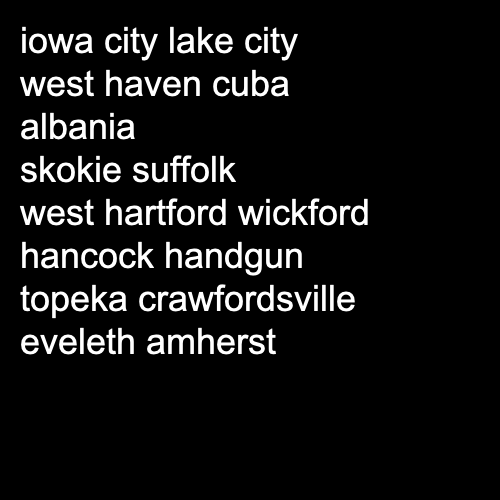 iowa city lake city
west haven cuba
albania
skokie suffolk
west hartford wickford
hancock handgun
topeka crawfordsville
eveleth amherst